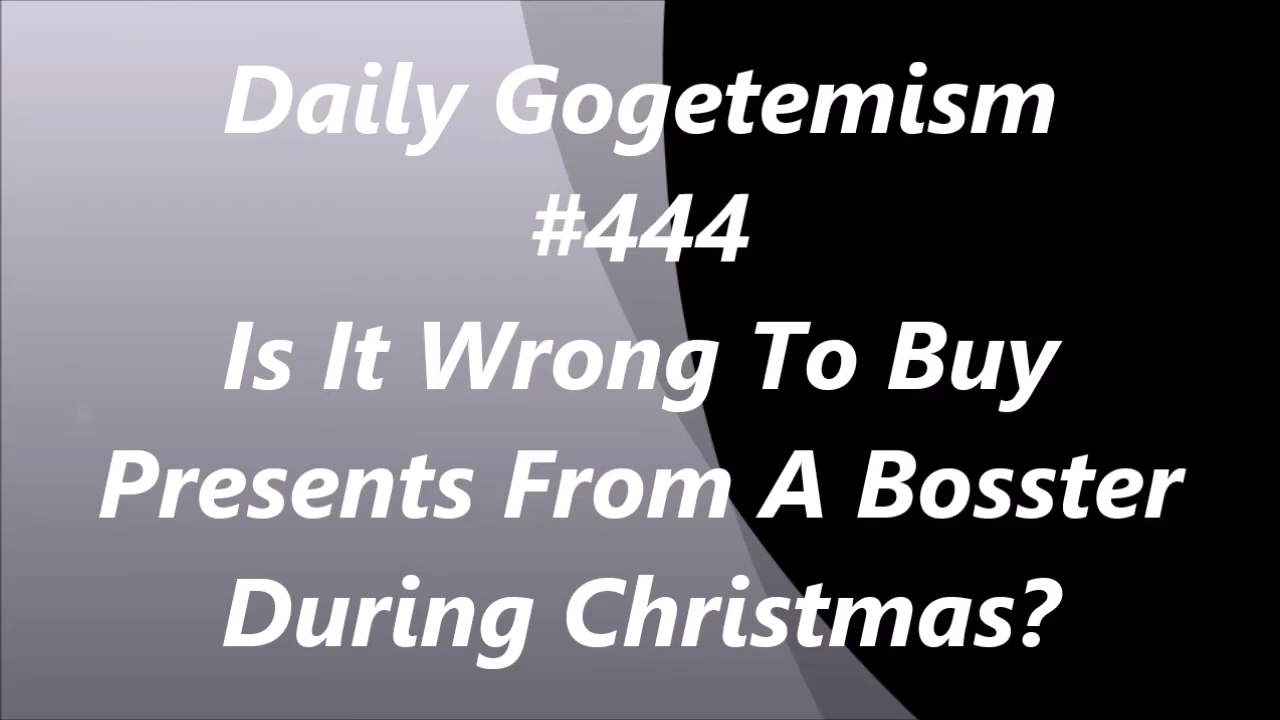 Daily Gogetemism
#444
Is It Wrong To Buy
Presents From A Bosster
During Christmas?